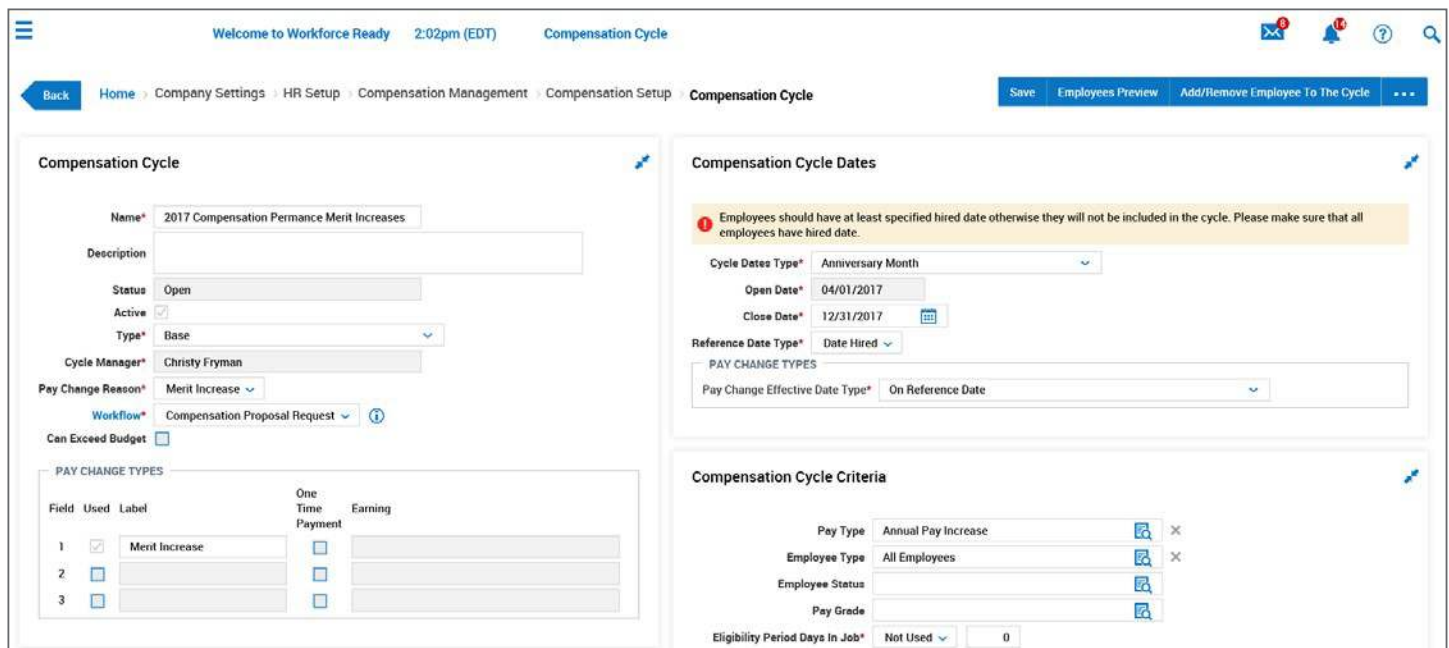 Welcome to Workforce Ready 2:02pm (EDT) Compensation Cycle
8
14
Back Home Company Settings HR Setup Compensation Management Compensation Setup Compensation Cycle
Save Employees Preview Add/Remove Employee To The Cycle
Compensation Cycle
Name* 2017 Compensation Permance Merit Increases
Description
Status Open
Active
Type* Base
Cycle Manager* Christy Fryman
Pay Change Reason* Merit Increase
Workflow* Compensation Proposal Request
Can Exceed Budget
PAY CHANGE TYPES
Field Used Label One Time Payment Earning
1 Merit Increase
2
3
Compensation Cycle Dates
Employees should have at least specified hired date otherwise they will not be included in the cycle. Please make sure that all
employees have hired date.
Cycle Dates Type* Anniversary Month
Open Date* 04/01/2017
Close Date* 12/31/2017
Reference Date Type* Date Hired
PAY CHANGE TYPES
Pay Change Effective Date Type* On Reference Date
Compensation Cycle Criteria
Pay Type Annual Pay Increase
Employee Type All Employees
Employee Status
Pay Grade
Eligibility Period Days In Job* Not Used 0